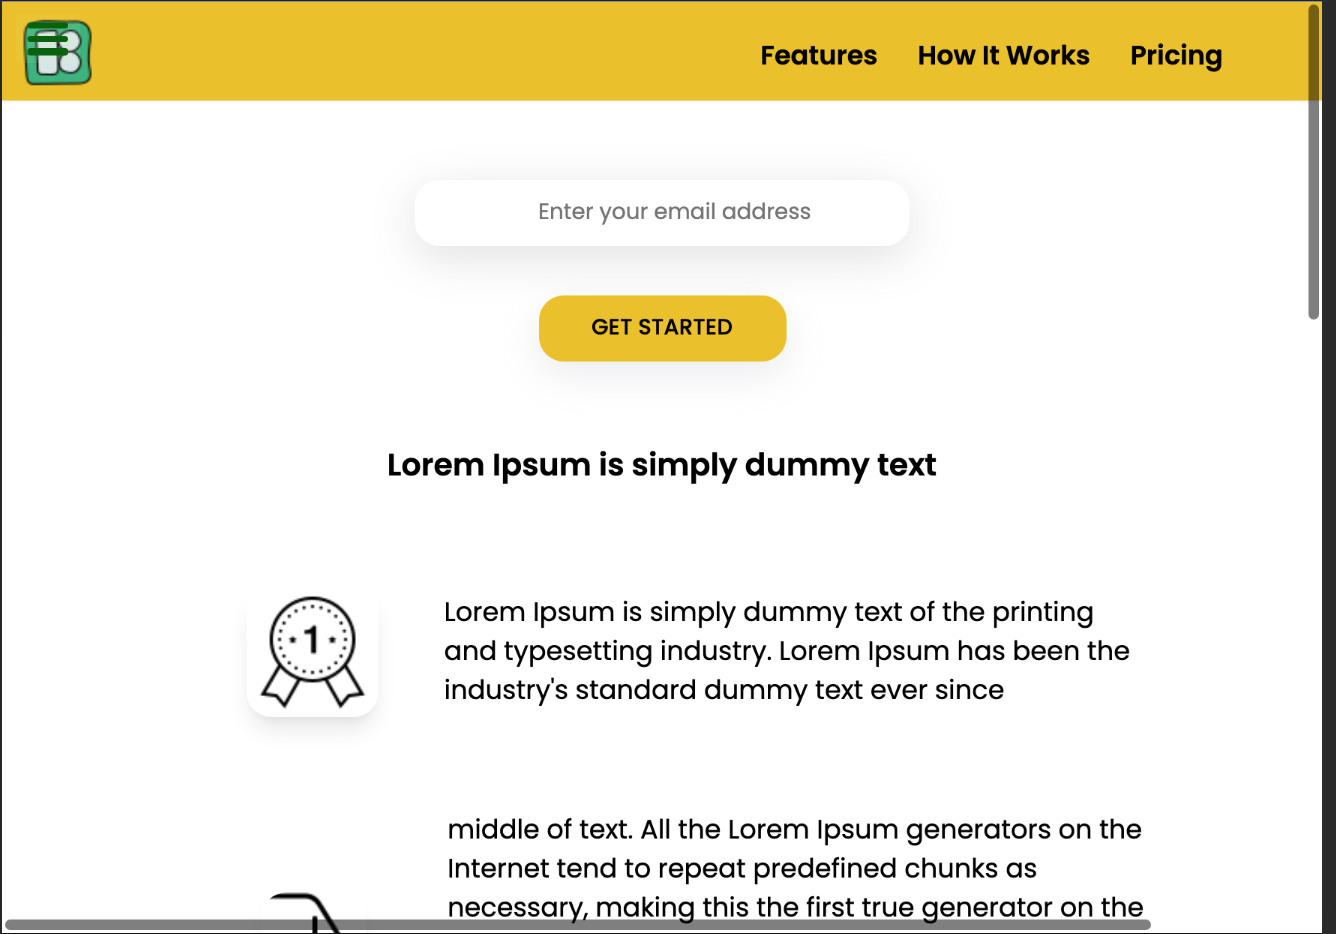 Features How It Works Pricing
Enter your email address
GET STARTED
Lorem Ipsum is simply dummy text
1
Lorem Ipsum is simply dummy text of the printing
and typesetting industry. Lorem Ipsum has been the
industry's standard dummy text ever since
middle of text. All the Lorem Ipsum generators on the
Internet tend to repeat predefined chunks as
necessary, making this the first true generator on the